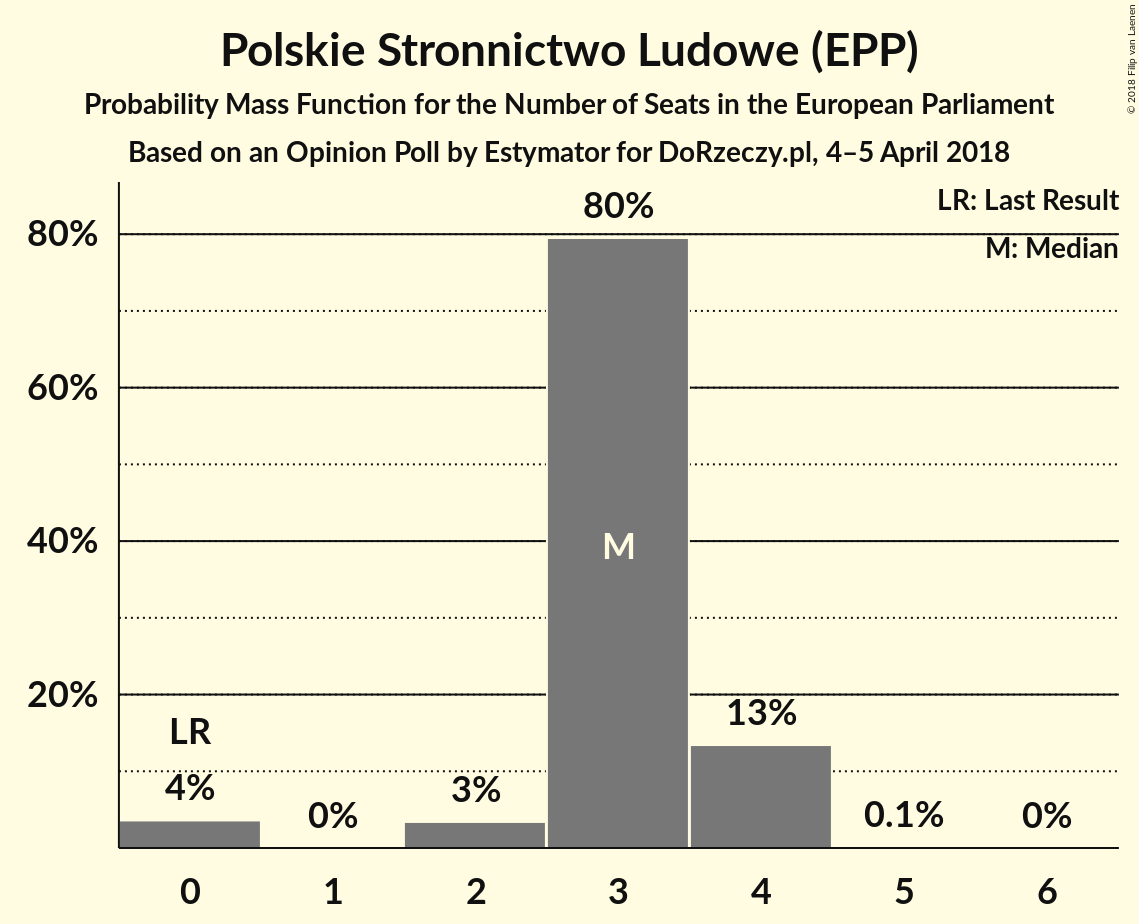 Polskie Stronnictwo Ludowe (EPP)
Probability Mass Function for the Number of Seats in the European Parliament
Based on an Opinion Poll by Estymator for DoRzeczy.pl, 4–5 April 2018
© 2018 Filip van Laenen
LR: Last Result
M: Median
80%
60%
40%
20%
LR
4%
0%
3%
80%
M
13%
0.1%
0%
0 1 2 3 4 5 6